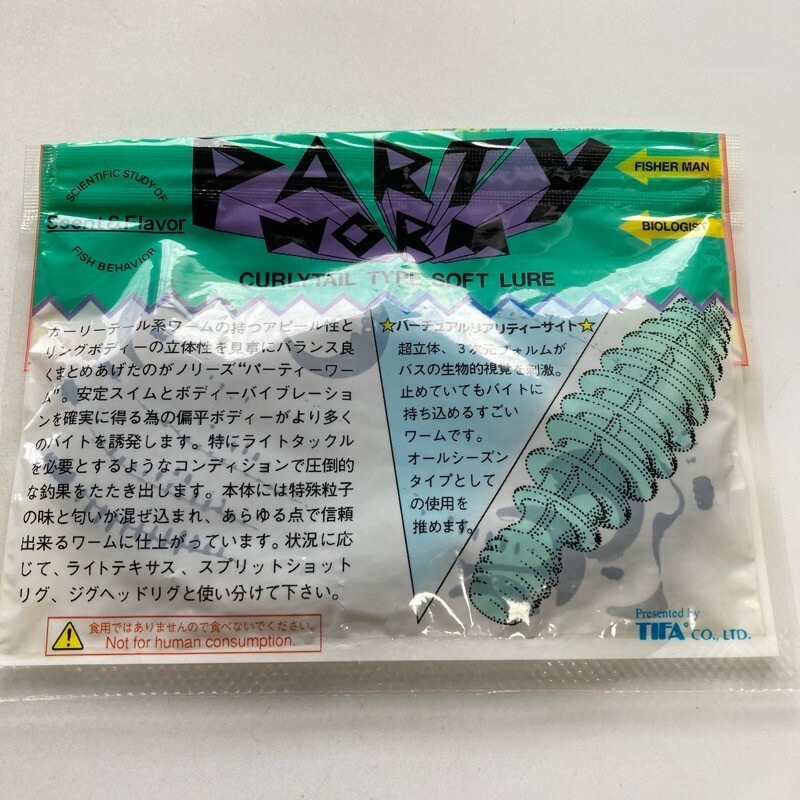 PARTY
WORM
SCIENTIFIC STUDY OF
Scent & Flavor
FISH BEHAVIOR
FISHER MAN
BIOLOGIST
CURLYTAIL TYPE SOFT LURE
カーリーテール系ワームの持つアピール性と
リングボディーの立体性を見事にバランス良
くまとめあげたのがノリーズ“パーティーワー
ム”。安定スイムとボディーバイブレーショ
ンを確実に得る為の偏平ボディーがより多く
のバイトを誘発します。特にライトタックル
を必要とするようなコンディションで圧倒的
な釣果をたたき出します。本体には特殊粒子
の味と匂いが混ぜ込まれ、あらゆる点で信頼
出来るワームに仕上がっています。状況に応
じて、ライトテキサス、スプリットショット
リグ、ジグヘッドリグと使い分けて下さい。
☆バーチュアルリアリティーサイト☆
超立体、3次元フォルムが
バスの生物的視覚を刺激。
止めていてもバイトに
持ち込めるすごい
ワームです。
オールシーズン
タイプとして
の使用を
推めます。
食用ではありませんので食べないでください。
Not for human consumption.
Presented by
TIFA CO., LTD.